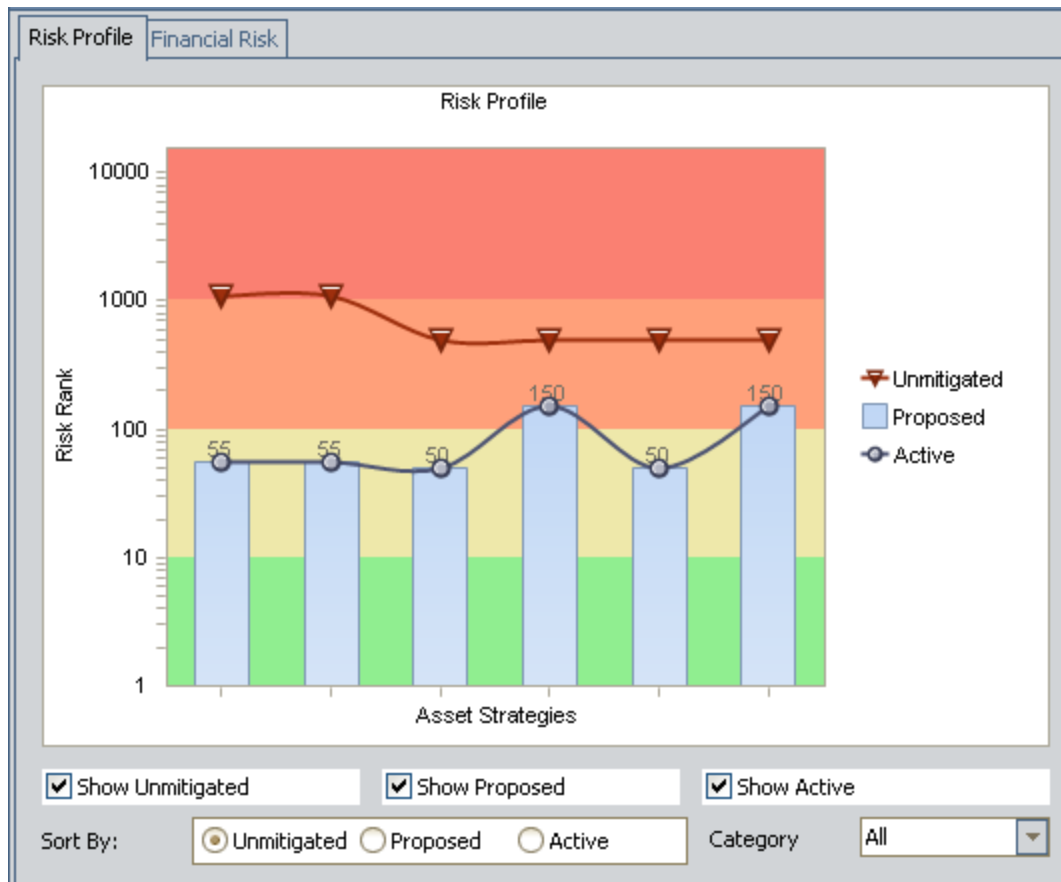 Risk Profile Financial Risk
Risk Profile
10000
1000
100
10
1
Risk Rank
55 55 50 150 50 150
Asset Strategies
Unmitigated
Proposed
Active
Show Unmitigated Show Proposed Show Active
Sort By: Unmitigated Proposed Active Category All